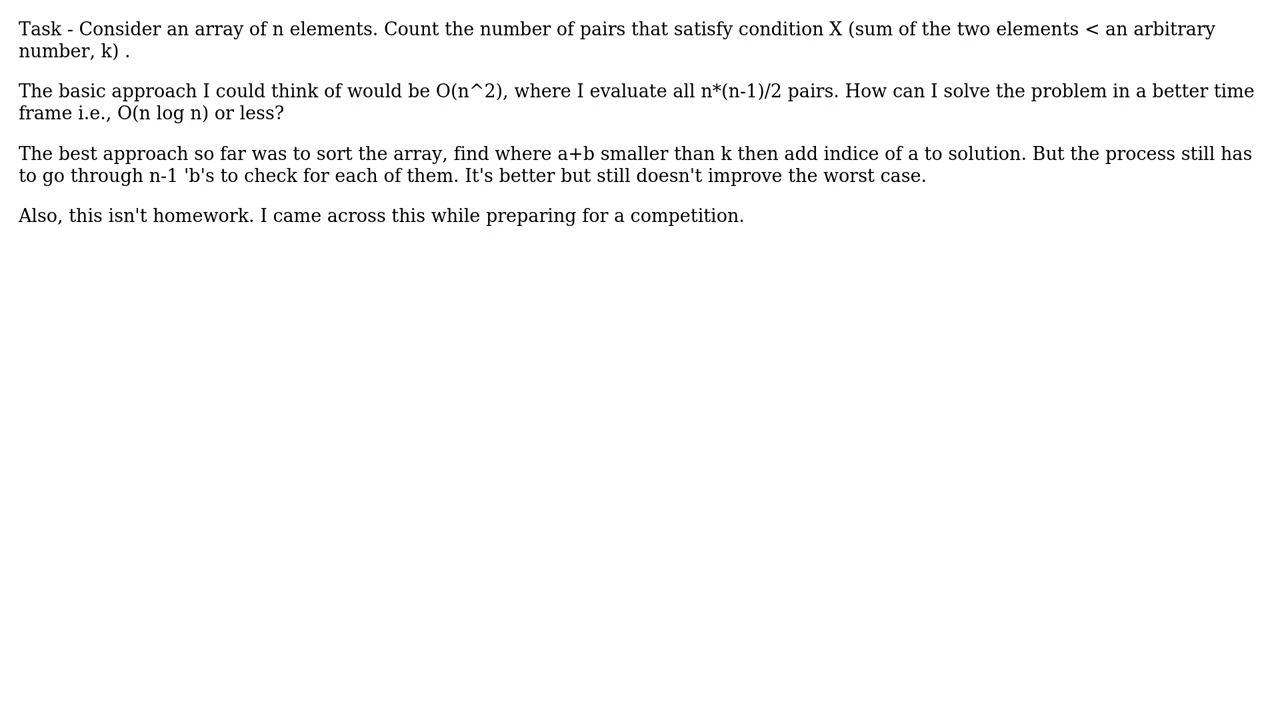 Task - Consider an array of n elements. Count the number of pairs that satisfy condition X (sum of the two elements < an arbitrary
number, k) .
The basic approach I could think of would be O(n^2), where I evaluate all n*(n-1)/2 pairs. How can I solve the problem in a better time
frame i.e., O(n log n) or less?
The best approach so far was to sort the array, find where a+b smaller than k then add indice of a to solution. But the process still has
to go through n-1 'b's to check for each of them. It's better but still doesn't improve the worst case.
Also, this isn't homework. I came across this while preparing for a competition.